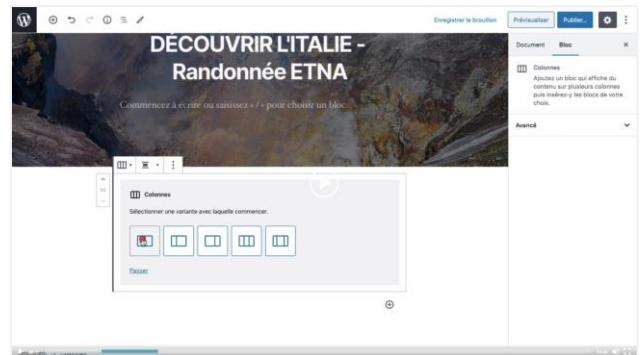 Enregistrer le brouillon
Prévisualiser
Publier...
DÉCOUVRIR L'ITALIE -
Randonnée ETNA
Commencez à écrire ou saisissez « / » pour choisir un bloc
Colonnes
Sélectionner une variante avec laquelle commencer.
Passer
Document
Bloc
Colonnes
Ajoutez un bloc qui affiche du
contenu sur plusieurs colonnes
puis insérez-y les blocs de votre
choix.
Avancé